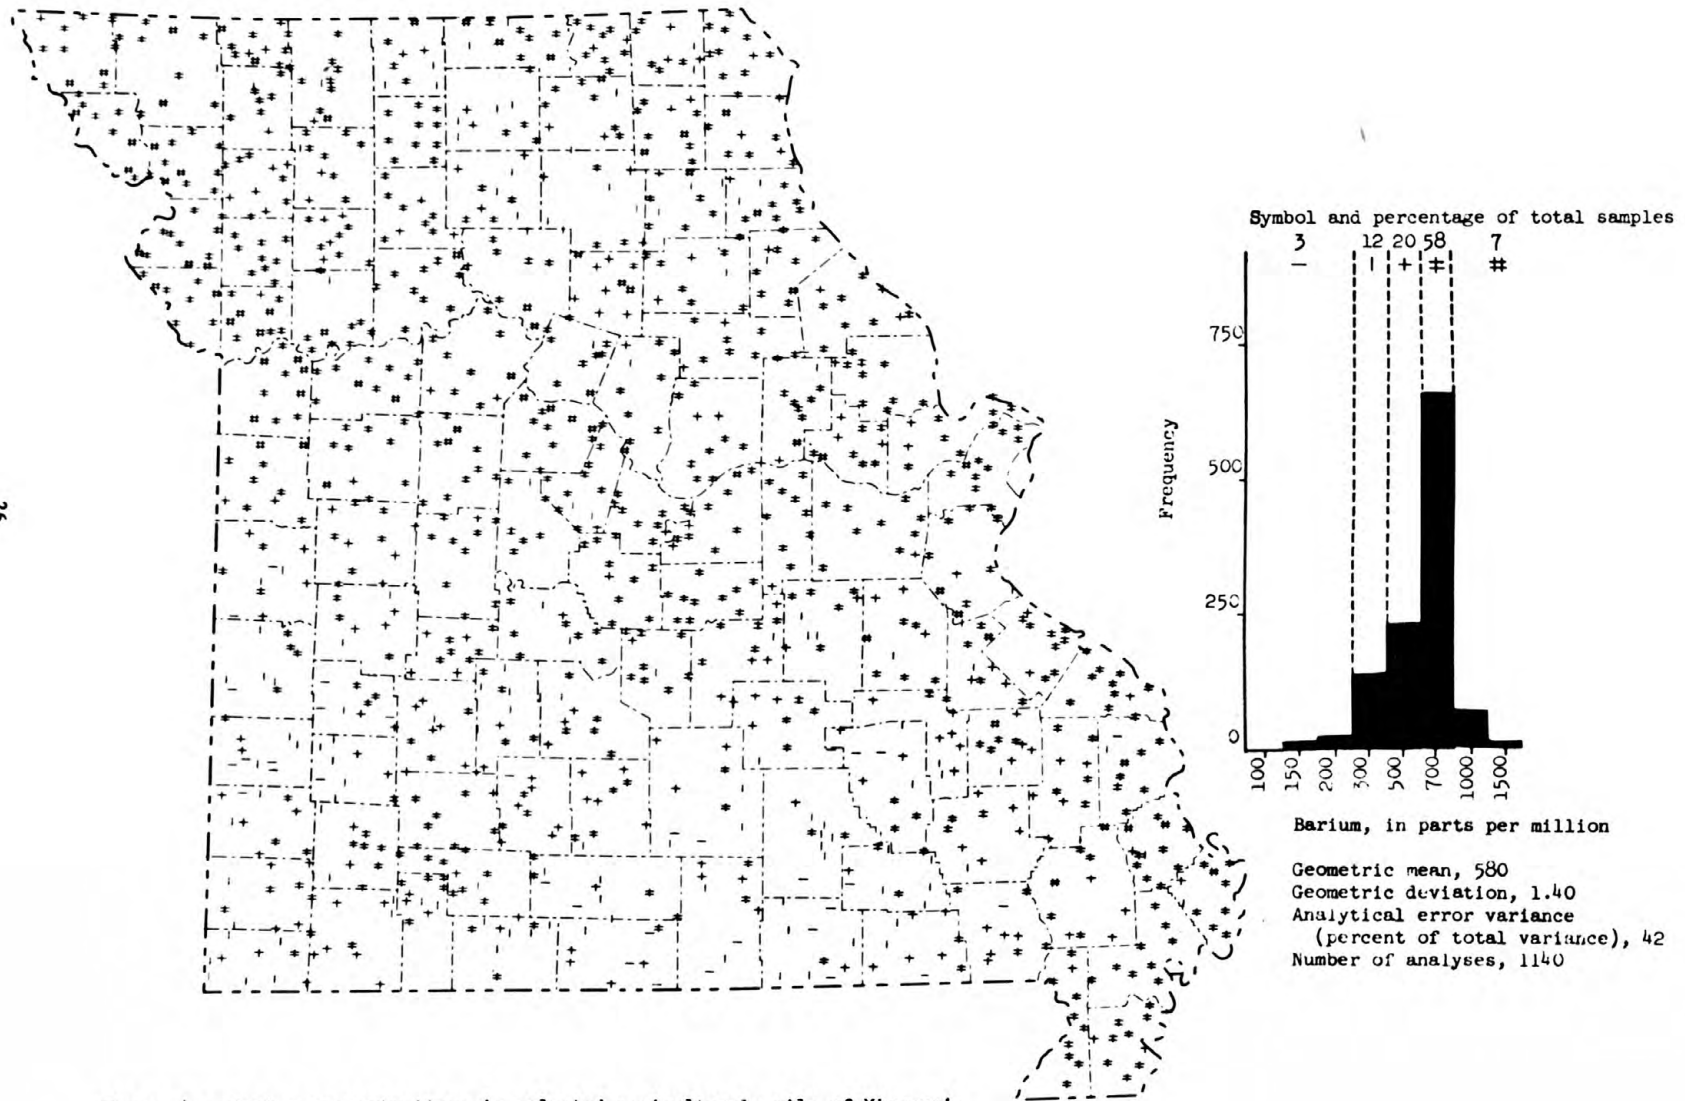 Symbol and percentage of total samples
3 12 20 58 7
− | + ‡ #
Frequency
750
500
250
0
100 150 200 300 500 700 1000 1500
Barium, in parts per million
Geometric mean, 580
Geometric deviation, 1.40
Analytical error variance
(percent of total variance), 42
Number of analyses, 1140